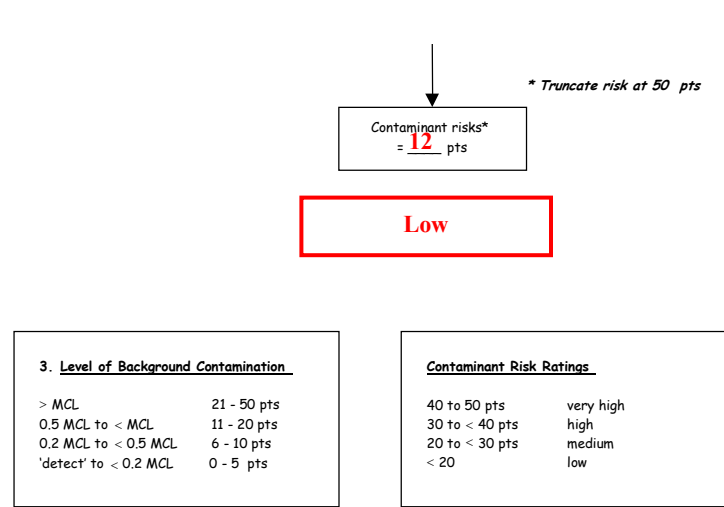 * Truncate risk at 50 pts
Contaminant risks*
= 12 pts
Low
3. Level of Background Contamination
> MCL 21 - 50 pts
0.5 MCL to < MCL 11 - 20 pts
0.2 MCL to < 0.5 MCL 6 - 10 pts
‘detect’ to < 0.2 MCL 0 - 5 pts
Contaminant Risk Ratings
40 to 50 pts very high
30 to < 40 pts high
20 to < 30 pts medium
< 20 low